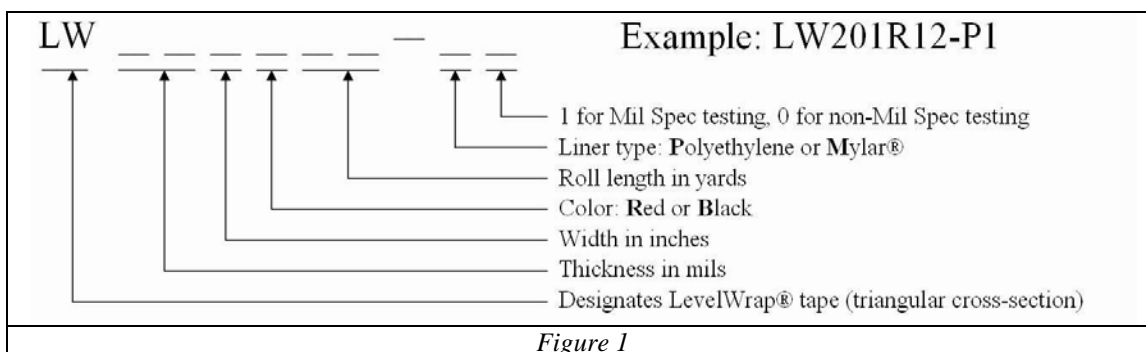 LW _ _ _ _ _ _ – _ _ Example: LW201R12-P1
1 for Mil Spec testing, 0 for non-Mil Spec testing
Liner type: Polyethylene or Mylar®
Roll length in yards
Color: Red or Black
Width in inches
Thickness in mils
Designates LevelWrap® tape (triangular cross-section)
Figure 1